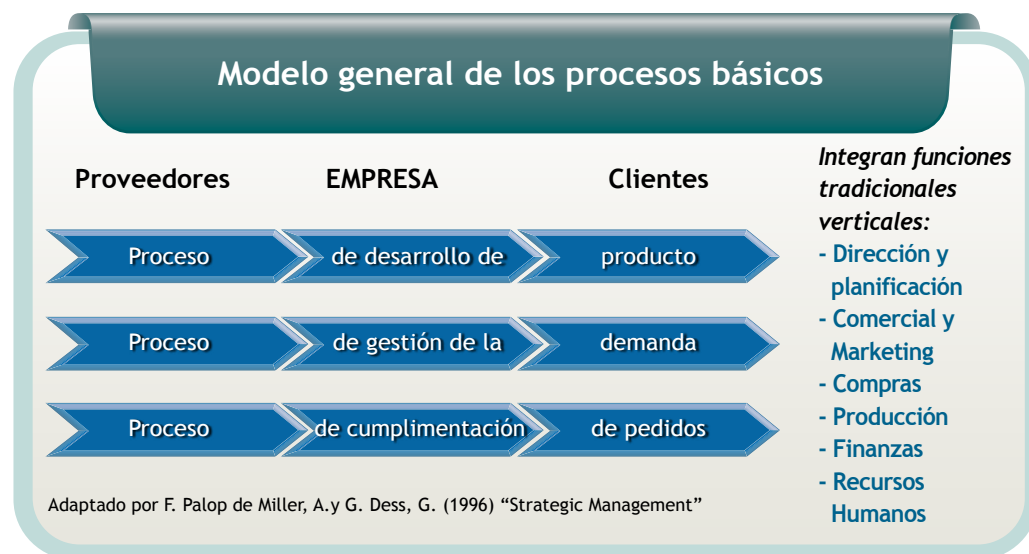 Modelo general de los procesos básicos
Proveedores EMPRESA Clientes
Proceso de desarrollo de producto
Proceso de gestión de la demanda
Proceso de cumplimentación de pedidos
Integran funciones
tradicionales
verticales:
- Dirección y
planificación
- Comercial y
Marketing
- Compras
- Producción
- Finanzas
- Recursos
Humanos
Adaptado por F. Palop de Miller, A.y G. Dess, G. (1996) “Strategic Management”